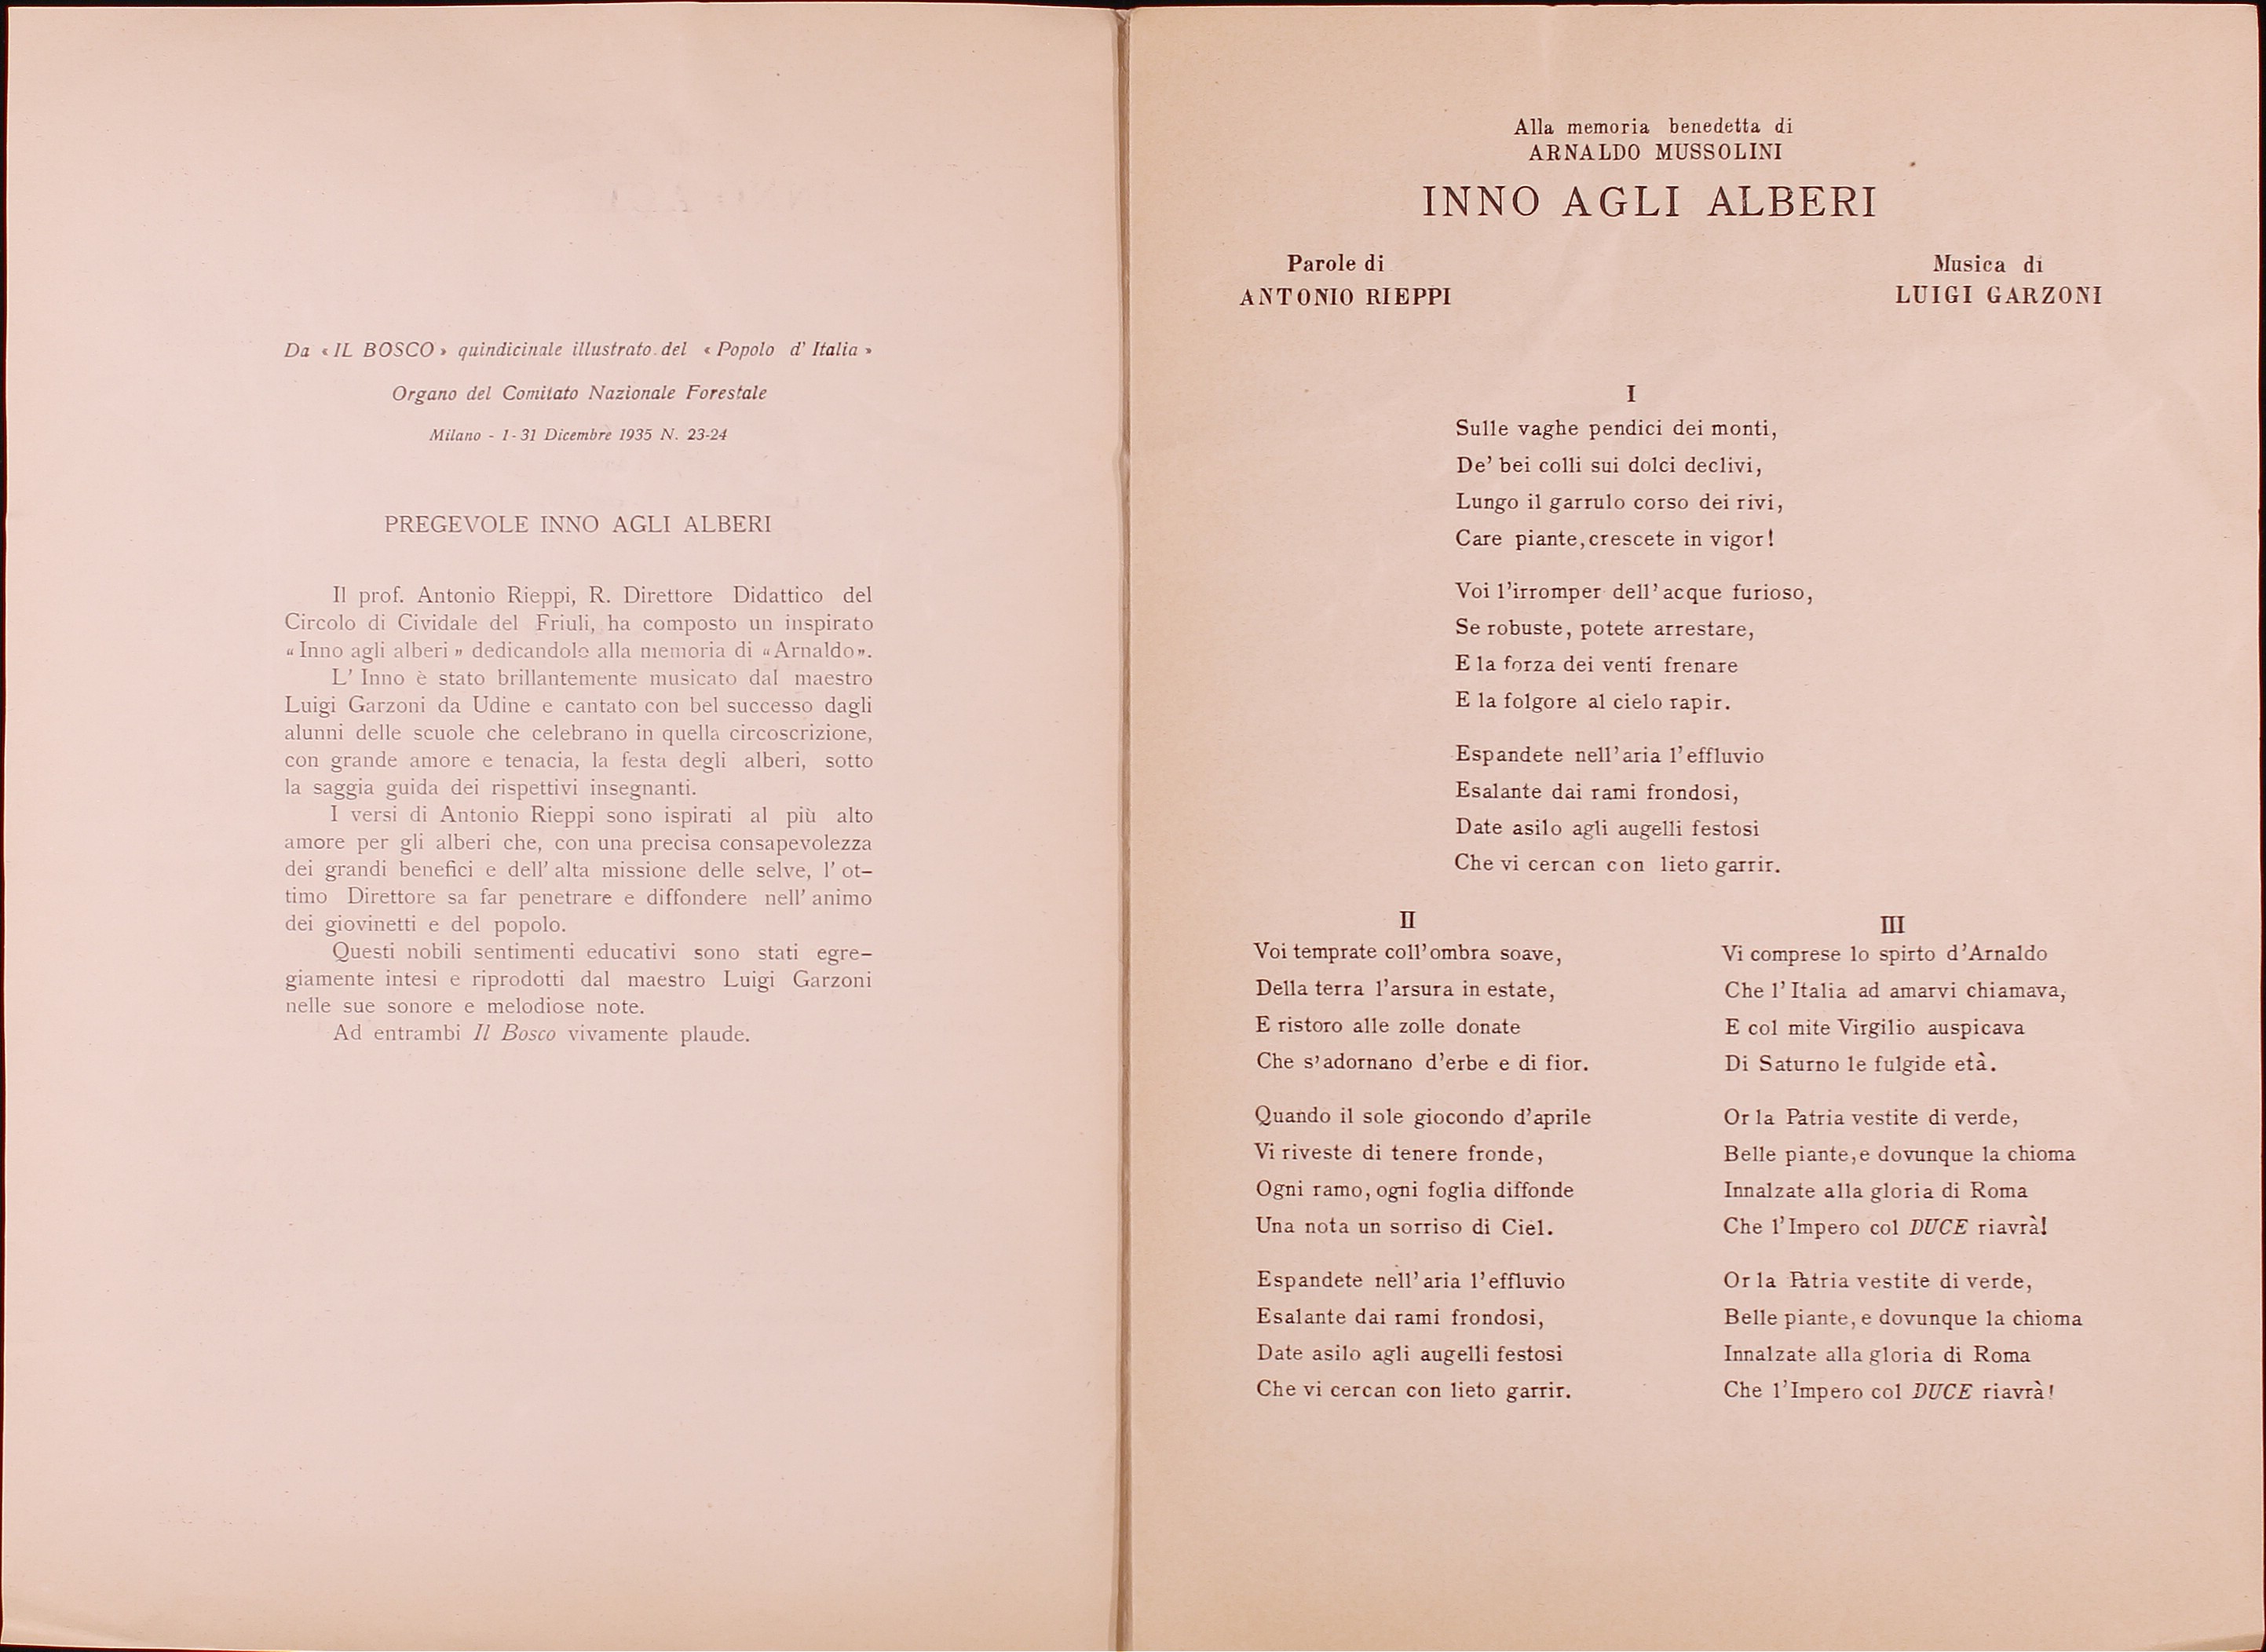 Da « IL BOSCO » quindicinale illustrato del « Popolo d' Italia »
Organo del Comitato Nazionale Forestale
Milano - 1-31 Dicembre 1935 N. 23-24
PREGEVOLE INNO AGLI ALBERI
Il prof. Antonio Rieppi, R. Direttore Didattico del
Circolo di Cividale del Friuli, ha composto un inspirato
“ Inno agli alberi ” dedicandolo alla memoria di “ Arnaldo ”.
L' Inno è stato brillantemente musicato dal maestro
Luigi Garzoni da Udine e cantato con bel successo dagli
alunni delle scuole che celebrano in quella circoscrizione,
con grande amore e tenacia, la festa degli alberi, sotto
la saggia guida dei rispettivi insegnanti.
I versi di Antonio Rieppi sono ispirati al più alto
amore per gli alberi che, con una precisa consapevolezza
dei grandi benefici e dell' alta missione delle selve, l' ot-
timo Direttore sa far penetrare e diffondere nell' animo
dei giovinetti e del popolo.
Questi nobili sentimenti educativi sono stati egre-
giamente intesi e riprodotti dal maestro Luigi Garzoni
nelle sue sonore e melodiose note.
Ad entrambi Il Bosco vivamente plaude.
Alla memoria benedetta di
ARNALDO MUSSOLINI
INNO AGLI ALBERI
Parole di
ANTONIO RIEPPI
Musica di
LUIGI GARZONI
I
Sulle vaghe pendici dei monti,
De' bei colli sui dolci declivi,
Lungo il garrulo corso dei rivi,
Care piante, crescete in vigor!
Voi l'irromper dell' acque furioso,
Se robuste, potete arrestare,
E la forza dei venti frenare
E la folgore al cielo rapir.
Espandete nell' aria l' effluvio
Esalante dai rami frondosi,
Date asilo agli augelli festosi
Che vi cercan con lieto garrir.
II
Voi temprate coll'ombra soave,
Della terra l'arsura in estate,
E ristoro alle zolle donate
Che s'adornano d'erbe e di fior.
Quando il sole giocondo d'aprile
Vi riveste di tenere fronde,
Ogni ramo, ogni foglia diffonde
Una nota un sorriso di Ciel.
Espandete nell' aria l' effluvio
Esalante dai rami frondosi,
Date asilo agli augelli festosi
Che vi cercan con lieto garrir.
III
Vi comprese lo spirto d'Arnaldo
Che l' Italia ad amarvi chiamava,
E col mite Virgilio auspicava
Di Saturno le fulgide età.
Or la Patria vestite di verde,
Belle piante, e dovunque la chioma
Innalzate alla gloria di Roma
Che l'Impero col DUCE riavrà!
Or la Patria vestite di verde,
Belle piante, e dovunque la chioma
Innalzate alla gloria di Roma
Che l'Impero col DUCE riavrà!